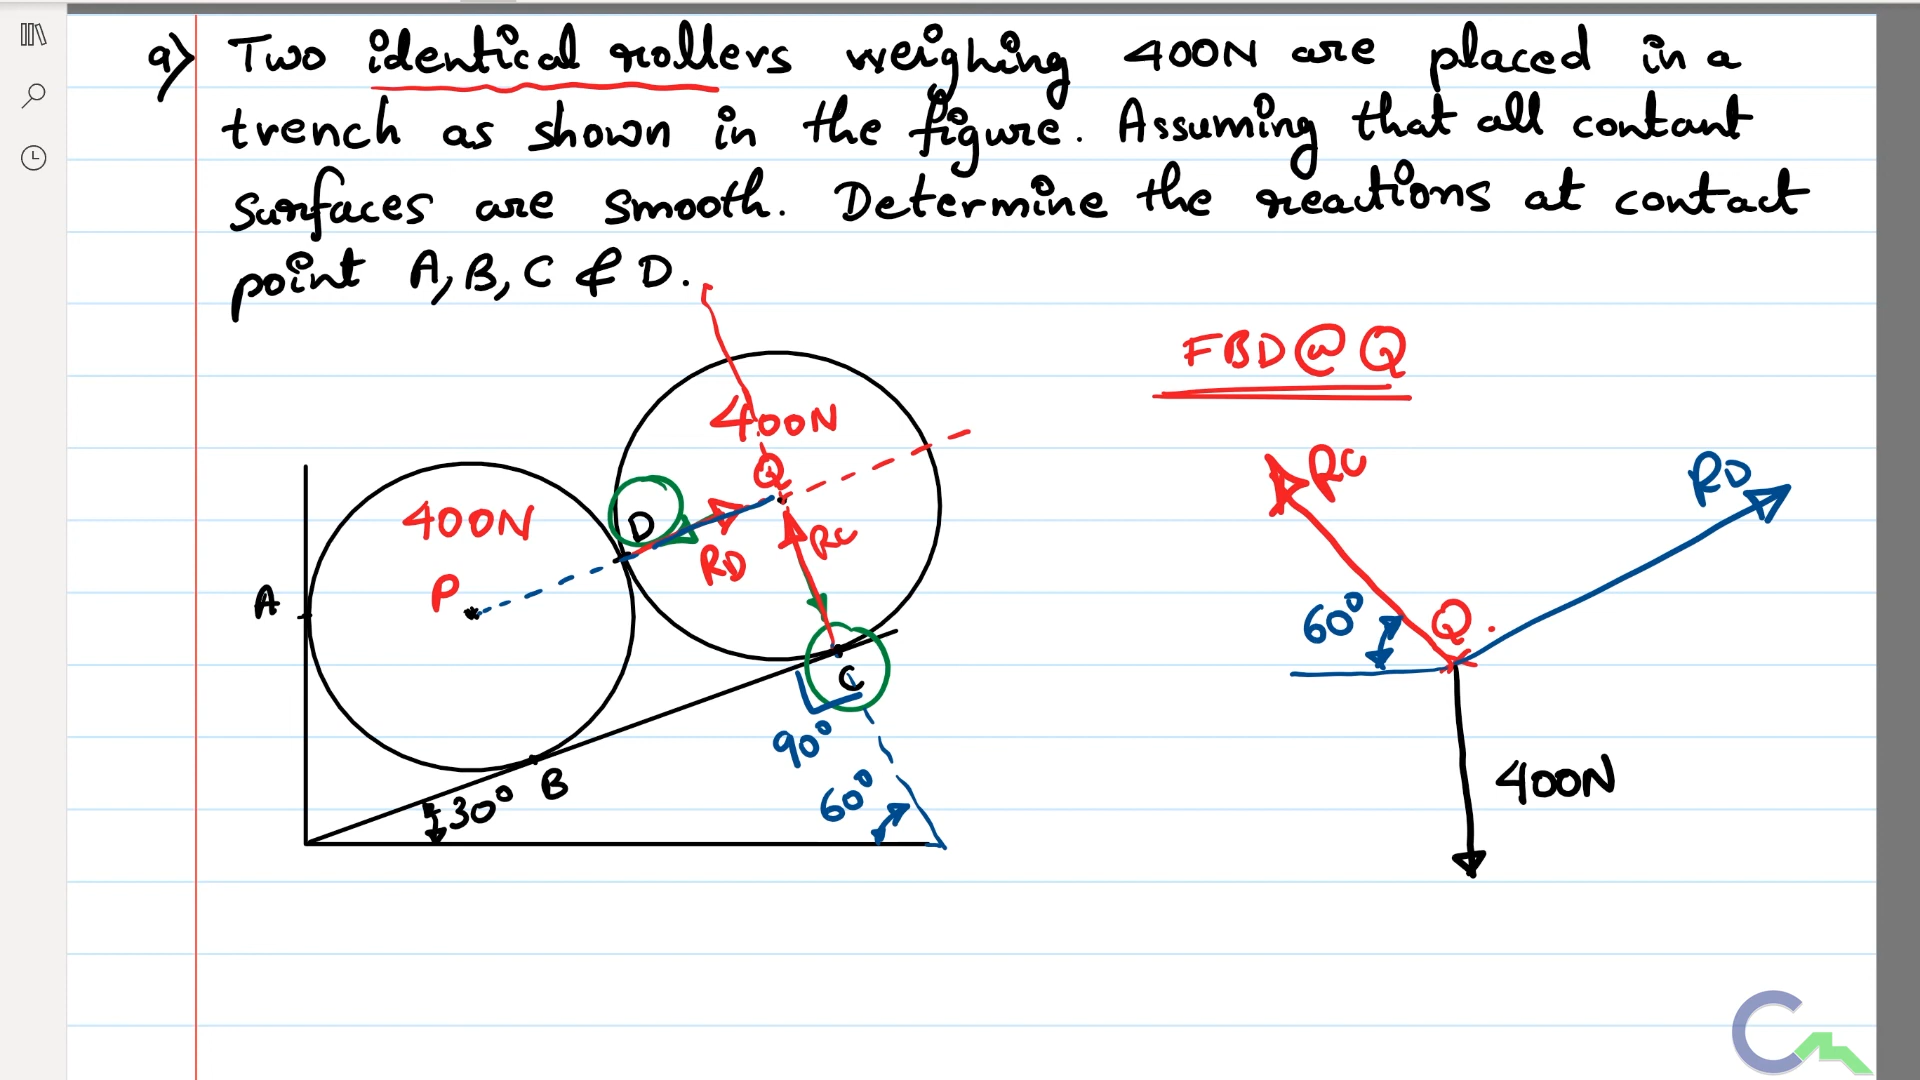 a) Two identical rollers weighing 400N are placed in a
trench as shown in the figure. Assuming that all contant
surfaces are smooth. Determine the reactions at contact
point A, B, C & D.
FBD@Q
400N
Q
RC
RD
400N
D
RD
RC
P
A
60°
Q.
C
90°
B
30°
60°
400N